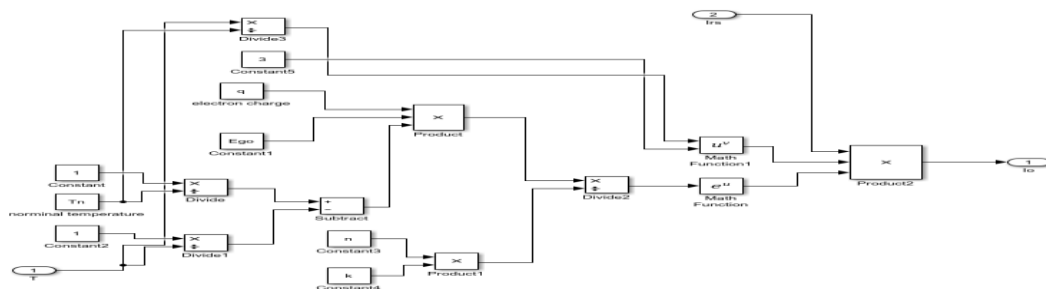 2
Irs
×
÷
Divide3
3
Constant5
q
electron charge
×
Product
Ego
Constant1
u^v
Math
Function1
×
Product2
1
Io
1
Constant
×
÷
Divide
Tn
norminal temperature
+
−
Subtract
×
÷
Divide2
e^u
Math
Function
1
Constant2
×
÷
Divide1
n
Constant3
×
Product1
1
T
k
Constant4